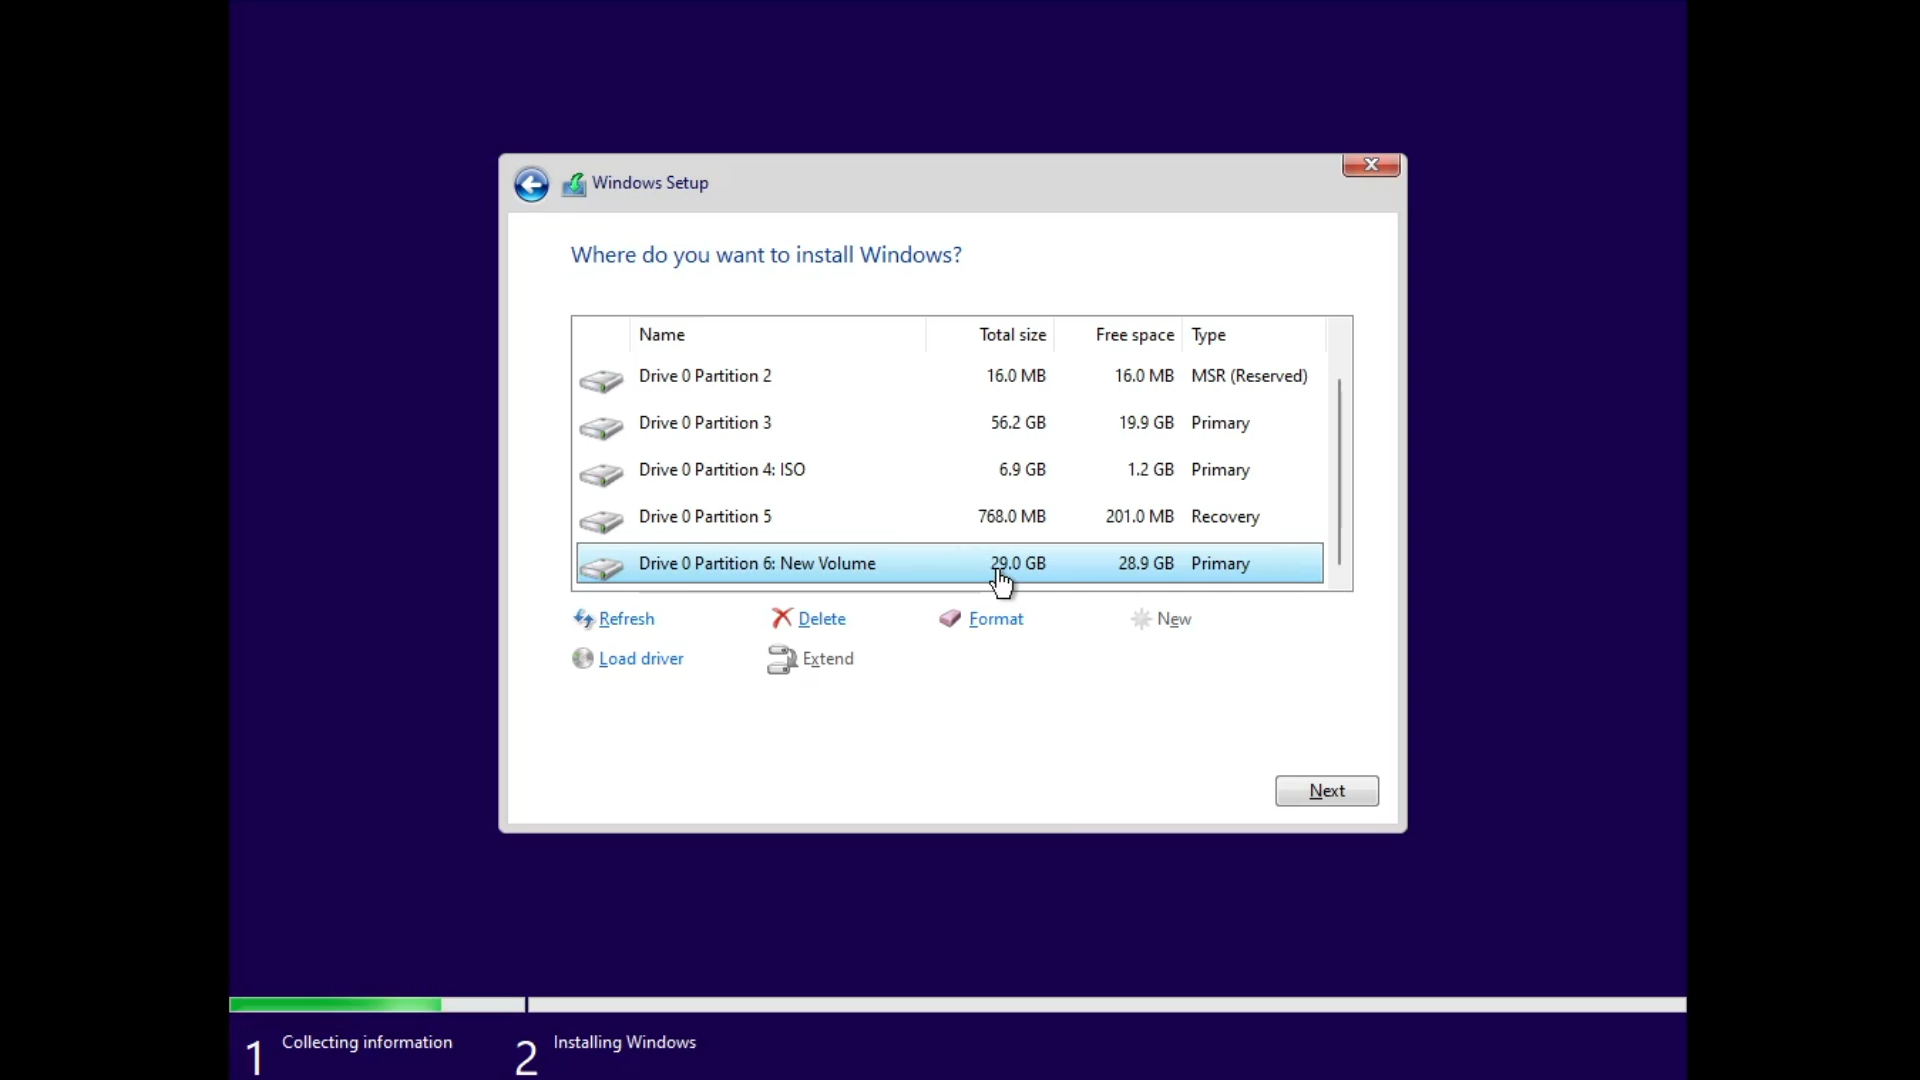 Windows Setup
Where do you want to install Windows?
Name Total size Free space Type
Drive 0 Partition 2 16.0 MB 16.0 MB MSR (Reserved)
Drive 0 Partition 3 56.2 GB 19.9 GB Primary
Drive 0 Partition 4: ISO 6.9 GB 1.2 GB Primary
Drive 0 Partition 5 768.0 MB 201.0 MB Recovery
Drive 0 Partition 6: New Volume 29.0 GB 28.9 GB Primary
Refresh Delete Format New
Load driver Extend
Next
1 Collecting information 2 Installing Windows